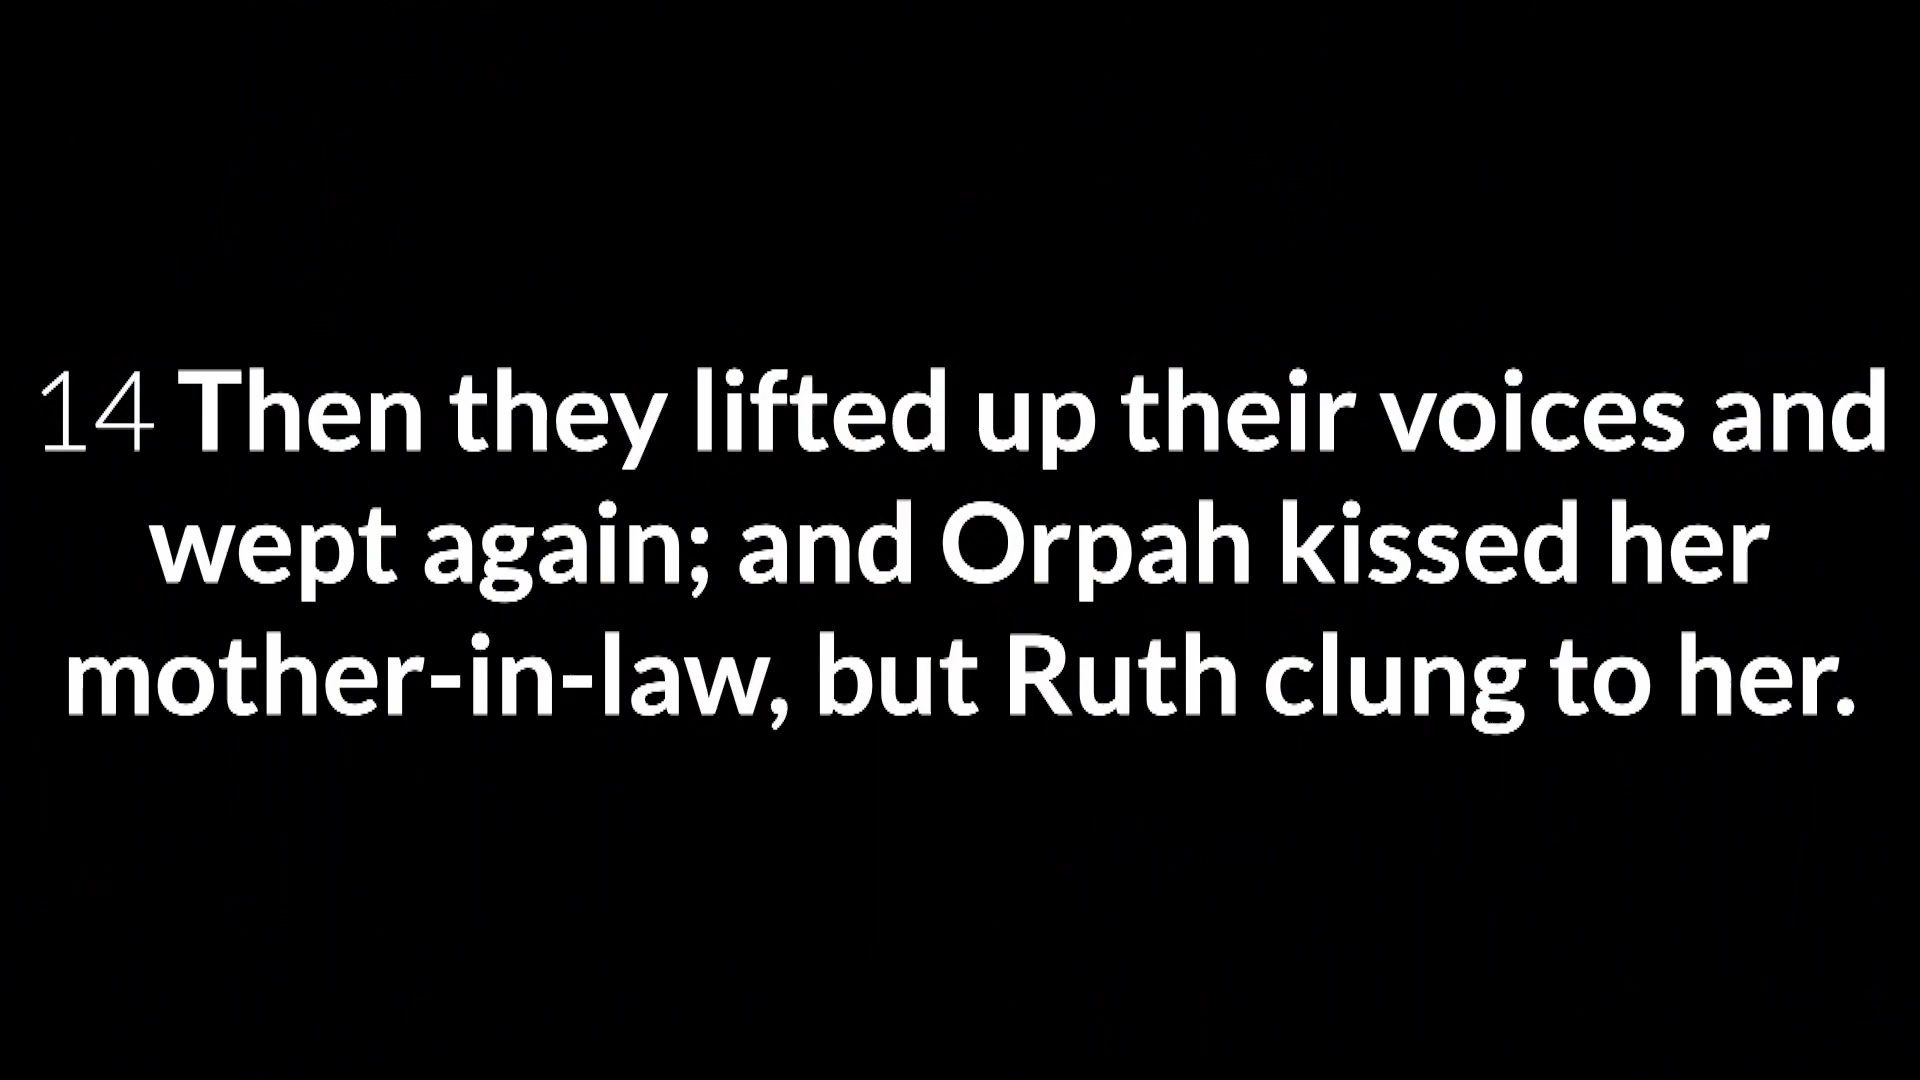 14 Then they lifted up their voices and
wept again; and Orpah kissed her
mother-in-law, but Ruth clung to her.